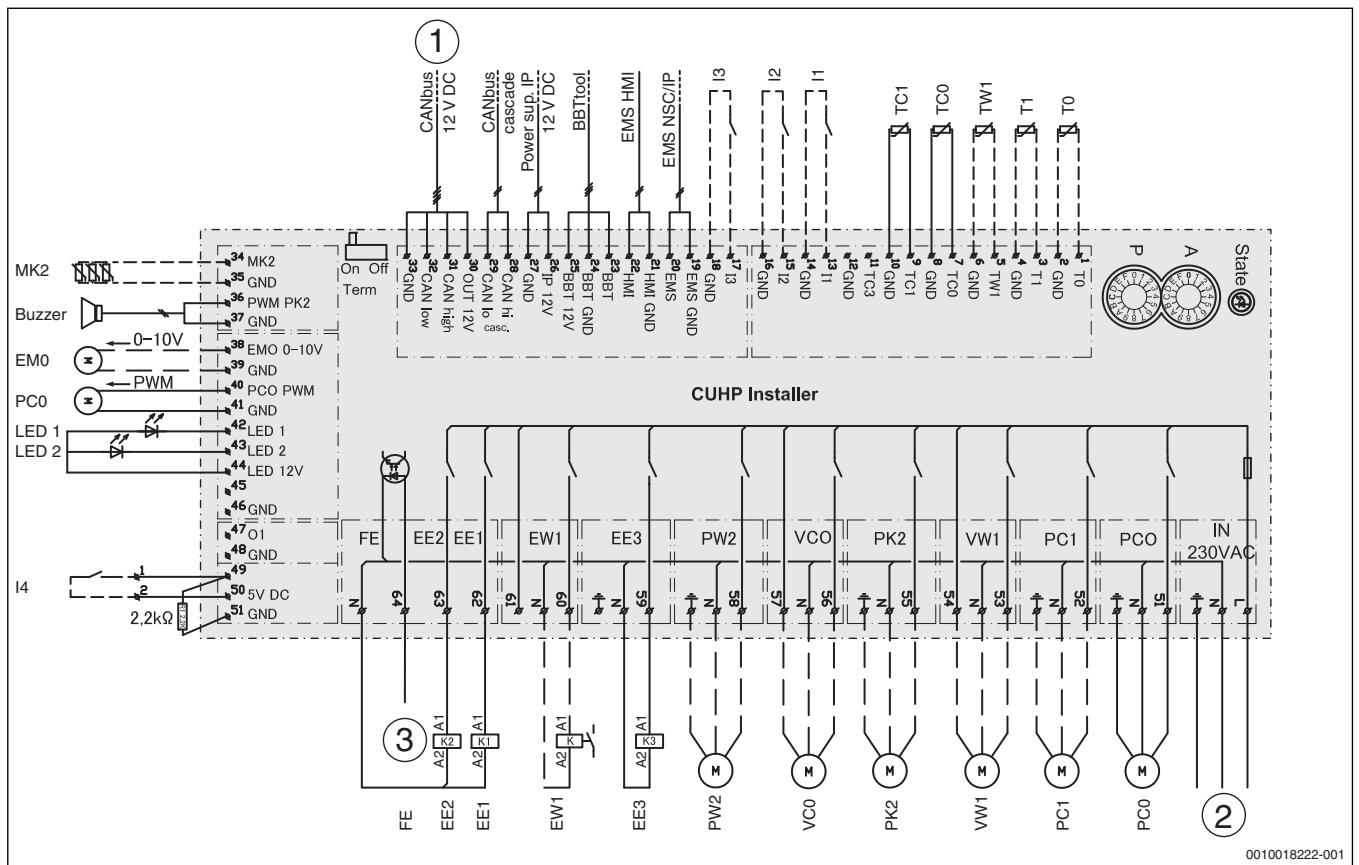 1
CANbus
12 V DC
CANbus
cascade
Power sup. IP
12 V DC
BBTtool
EMS HMI
EMS NSC/IP
I3
I2
I1
TC1
TC0
TW1
T1
T0
33 GND
32 CAN low
31 CAN high
30 OUT 12V
29 CAN lo
28 CAN hi
casc.
27 GND
26 IP 12V
25 BBT 12V
24 BBT GND
23 BBT
22 HMI
21 HMI GND
20 EMS
19 EMS GND
18 GND
17 I3
16 GND
15 I2
14 GND
13 I1
12 GND
11 TC3
10 GND
9 TC1
8 GND
7 TC0
6 GND
5 TW1
4 GND
3 T1
2 GND
1 T0
P
A
State
On Off
Term
MK2
34 MK2
35 GND
Buzzer
36 PWM PK2
37 GND
EM0
M
0-10V
38 EMO 0-10V
39 GND
PC0
M
PWM
40 PCO PWM
41 GND
LED 1
42 LED 1
LED 2
43 LED 2
44 LED 12V
45
46 GND
47 O1
48 GND
I4
1
2
49
50 5V DC
51 GND
2,2kΩ
CUHP Installer
FE
EE2
EE1
EW1
EE3
PW2
VCO
PK2
VW1
PC1
PCO
IN
230VAC
N
64
63
62
61
N
60
N
59
N
58
57
N
56
N
55
54
N
53
N
52
N
51
N
L
3
A1
K2
A2
A1
K1
A2
A1
K
A2
A1
K3
A2
M
M
M
M
M
M
2
FE
EE2
EE1
EW1
EE3
PW2
VC0
PK2
VW1
PC1
PC0
0010018222-001